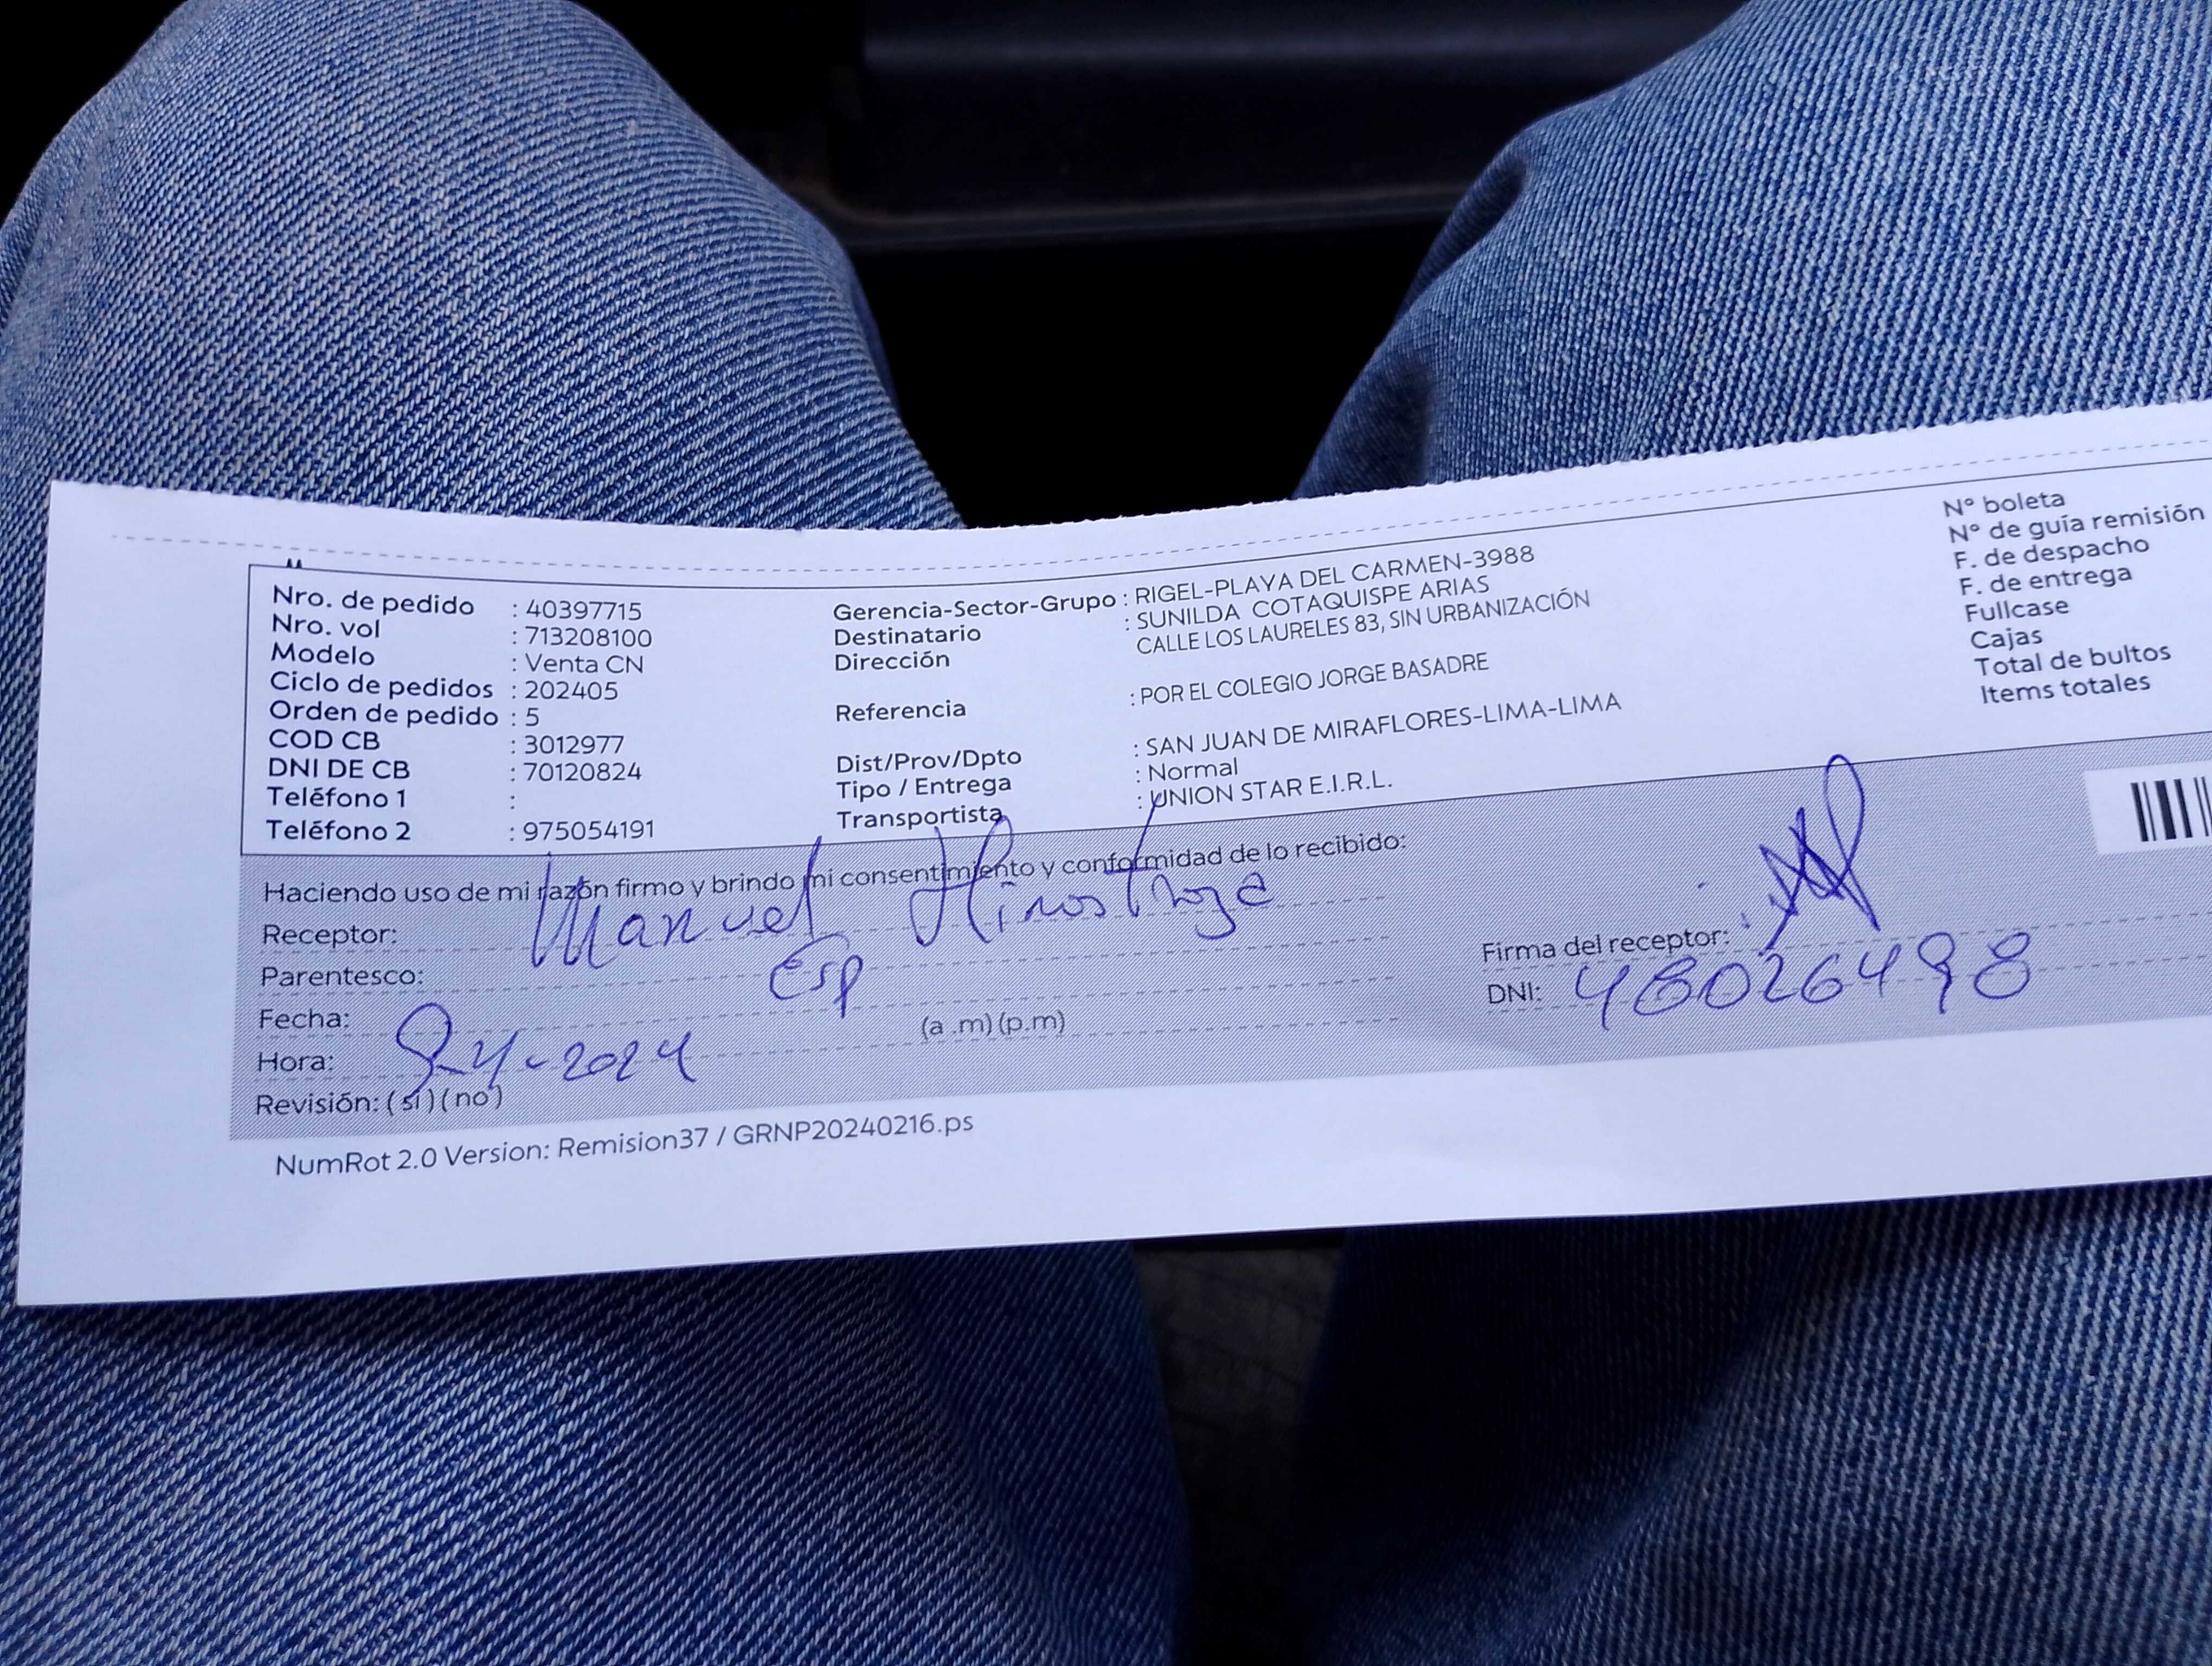 Nro. de pedido : 40397715
Nro. vol : 713208100
Modelo : Venta CN
Ciclo de pedidos : 202405
Orden de pedido : 5
COD CB : 3012977
DNI DE CB : 70120824
Teléfono 1 :
Teléfono 2 : 975054191
Gerencia-Sector-Grupo : RIGEL-PLAYA DEL CARMEN-3988
Destinatario : SUNILDA COTAQUISPE ARIAS
Dirección CALLE LOS LAURELES 83, SIN URBANIZACIÓN
Referencia : POR EL COLEGIO JORGE BASADRE
Dist/Prov/Dpto : SAN JUAN DE MIRAFLORES-LIMA-LIMA
Tipo / Entrega : Normal
Transportista : UNION STAR E.I.R.L.
N° boleta
N° de guía remisión
F. de despacho
F. de entrega
Fullcase
Cajas
Total de bultos
Items totales
Haciendo uso de mi razón firmo y brindo mi consentimiento y conformidad de lo recibido:
Receptor: Manuel Hinostroza
Parentesco: Esp
Fecha:
Hora: 9-4-2024 (a .m) (p.m)
Revisión: ( sí ) ( no )
Firma del receptor:
DNI: 48026498
NumRot 2.0 Version: Remision37 / GRNP20240216.ps